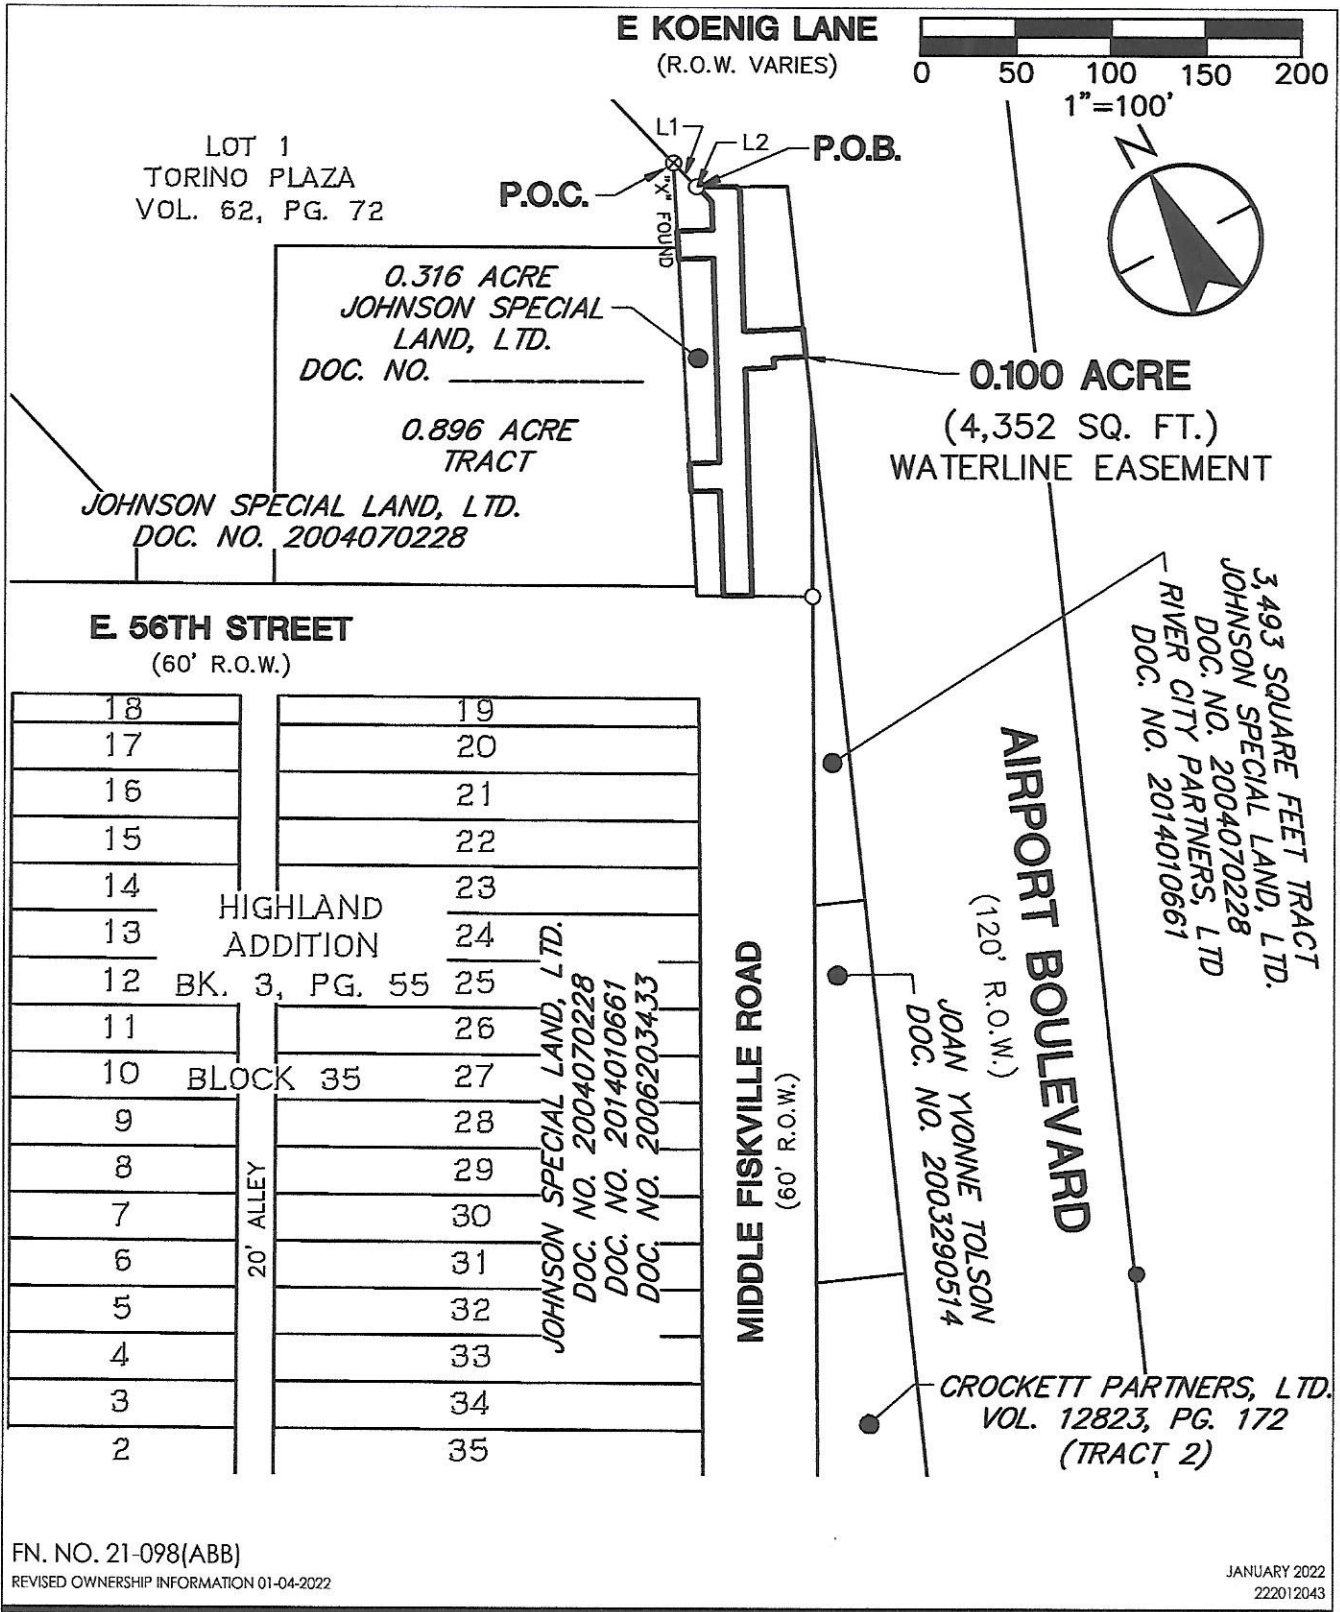 E KOENIG LANE
(R.O.W. VARIES)
0 50 100 150 200
1"=100'
N
LOT 1
TORINO PLAZA
VOL. 62, PG. 72
L1
L2
P.O.B.
P.O.C.
"X" FOUND
0.316 ACRE
JOHNSON SPECIAL
LAND, LTD.
DOC. NO. ____________
0.896 ACRE
TRACT
JOHNSON SPECIAL LAND, LTD.
DOC. NO. 2004070228
0.100 ACRE
(4,352 SQ. FT.)
WATERLINE EASEMENT
3,493 SQUARE FEET TRACT
JOHNSON SPECIAL LAND, LTD.
DOC. NO. 2004070228
RIVER CITY PARTNERS, LTD
DOC. NO. 2014010661
E. 56TH STREET
(60' R.O.W.)
18
17
16
15
14
13
12
11
10
9
8
7
6
5
4
3
2
19
20
21
22
23
24
25
26
27
28
29
30
31
32
33
34
35
HIGHLAND
ADDITION
BK. 3, PG. 55
BLOCK 35
20' ALLEY
JOHNSON SPECIAL LAND, LTD.
DOC. NO. 2004070228
DOC. NO. 2014010661
DOC. NO. 2006203433
MIDDLE FISKVILLE ROAD
(60' R.O.W.)
AIRPORT BOULEVARD
(120' R.O.W.)
JOAN YVONNE TOLSON
DOC. NO. 2003290514
CROCKETT PARTNERS, LTD.
VOL. 12823, PG. 172
(TRACT 2)
FN. NO. 21-098(ABB)
REVISED OWNERSHIP INFORMATION 01-04-2022
JANUARY 2022
222012043